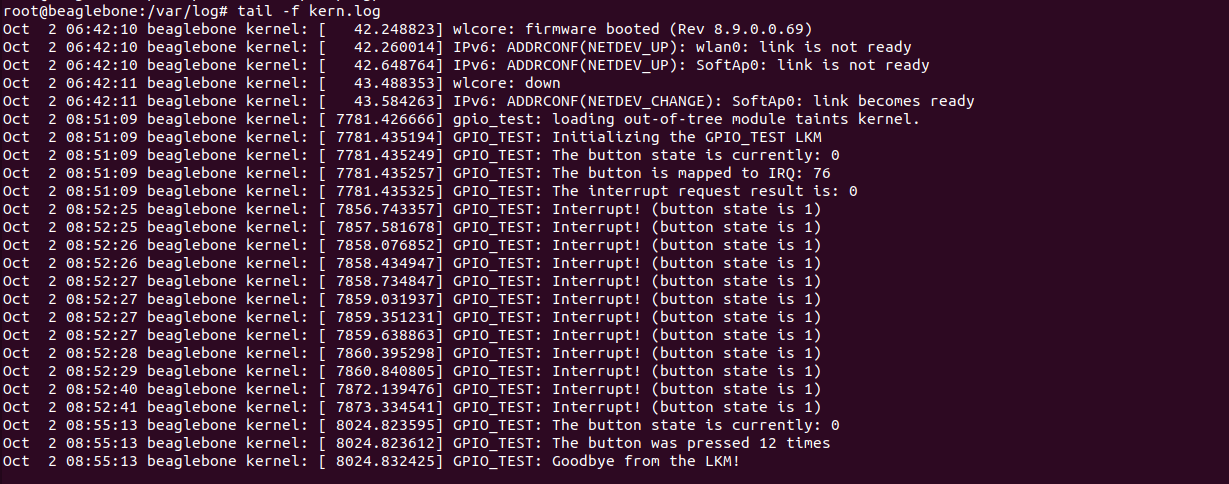 root@beaglebone:/var/log# tail -f kern.log
Oct  2 06:42:10 beaglebone kernel: [   42.248823] wlcore: firmware booted (Rev 8.9.0.0.69)
Oct  2 06:42:10 beaglebone kernel: [   42.260014] IPv6: ADDRCONF(NETDEV_UP): wlan0: link is not ready
Oct  2 06:42:10 beaglebone kernel: [   42.648764] IPv6: ADDRCONF(NETDEV_UP): SoftAp0: link is not ready
Oct  2 06:42:11 beaglebone kernel: [   43.488353] wlcore: down
Oct  2 06:42:11 beaglebone kernel: [   43.584263] IPv6: ADDRCONF(NETDEV_CHANGE): SoftAp0: link becomes ready
Oct  2 08:51:09 beaglebone kernel: [ 7781.426666] gpio_test: loading out-of-tree module taints kernel.
Oct  2 08:51:09 beaglebone kernel: [ 7781.435194] GPIO_TEST: Initializing the GPIO_TEST LKM
Oct  2 08:51:09 beaglebone kernel: [ 7781.435249] GPIO_TEST: The button state is currently: 0
Oct  2 08:51:09 beaglebone kernel: [ 7781.435257] GPIO_TEST: The button is mapped to IRQ: 76
Oct  2 08:51:09 beaglebone kernel: [ 7781.435325] GPIO_TEST: The interrupt request result is: 0
Oct  2 08:52:25 beaglebone kernel: [ 7856.743357] GPIO_TEST: Interrupt! (button state is 1)
Oct  2 08:52:25 beaglebone kernel: [ 7857.581678] GPIO_TEST: Interrupt! (button state is 1)
Oct  2 08:52:26 beaglebone kernel: [ 7858.076852] GPIO_TEST: Interrupt! (button state is 1)
Oct  2 08:52:26 beaglebone kernel: [ 7858.434947] GPIO_TEST: Interrupt! (button state is 1)
Oct  2 08:52:27 beaglebone kernel: [ 7858.734847] GPIO_TEST: Interrupt! (button state is 1)
Oct  2 08:52:27 beaglebone kernel: [ 7859.031937] GPIO_TEST: Interrupt! (button state is 1)
Oct  2 08:52:27 beaglebone kernel: [ 7859.351231] GPIO_TEST: Interrupt! (button state is 1)
Oct  2 08:52:27 beaglebone kernel: [ 7859.638863] GPIO_TEST: Interrupt! (button state is 1)
Oct  2 08:52:28 beaglebone kernel: [ 7860.395298] GPIO_TEST: Interrupt! (button state is 1)
Oct  2 08:52:29 beaglebone kernel: [ 7860.840805] GPIO_TEST: Interrupt! (button state is 1)
Oct  2 08:52:40 beaglebone kernel: [ 7872.139476] GPIO_TEST: Interrupt! (button state is 1)
Oct  2 08:52:41 beaglebone kernel: [ 7873.334541] GPIO_TEST: Interrupt! (button state is 1)
Oct  2 08:55:13 beaglebone kernel: [ 8024.823595] GPIO_TEST: The button state is currently: 0
Oct  2 08:55:13 beaglebone kernel: [ 8024.823612] GPIO_TEST: The button was pressed 12 times
Oct  2 08:55:13 beaglebone kernel: [ 8024.832425] GPIO_TEST: Goodbye from the LKM!